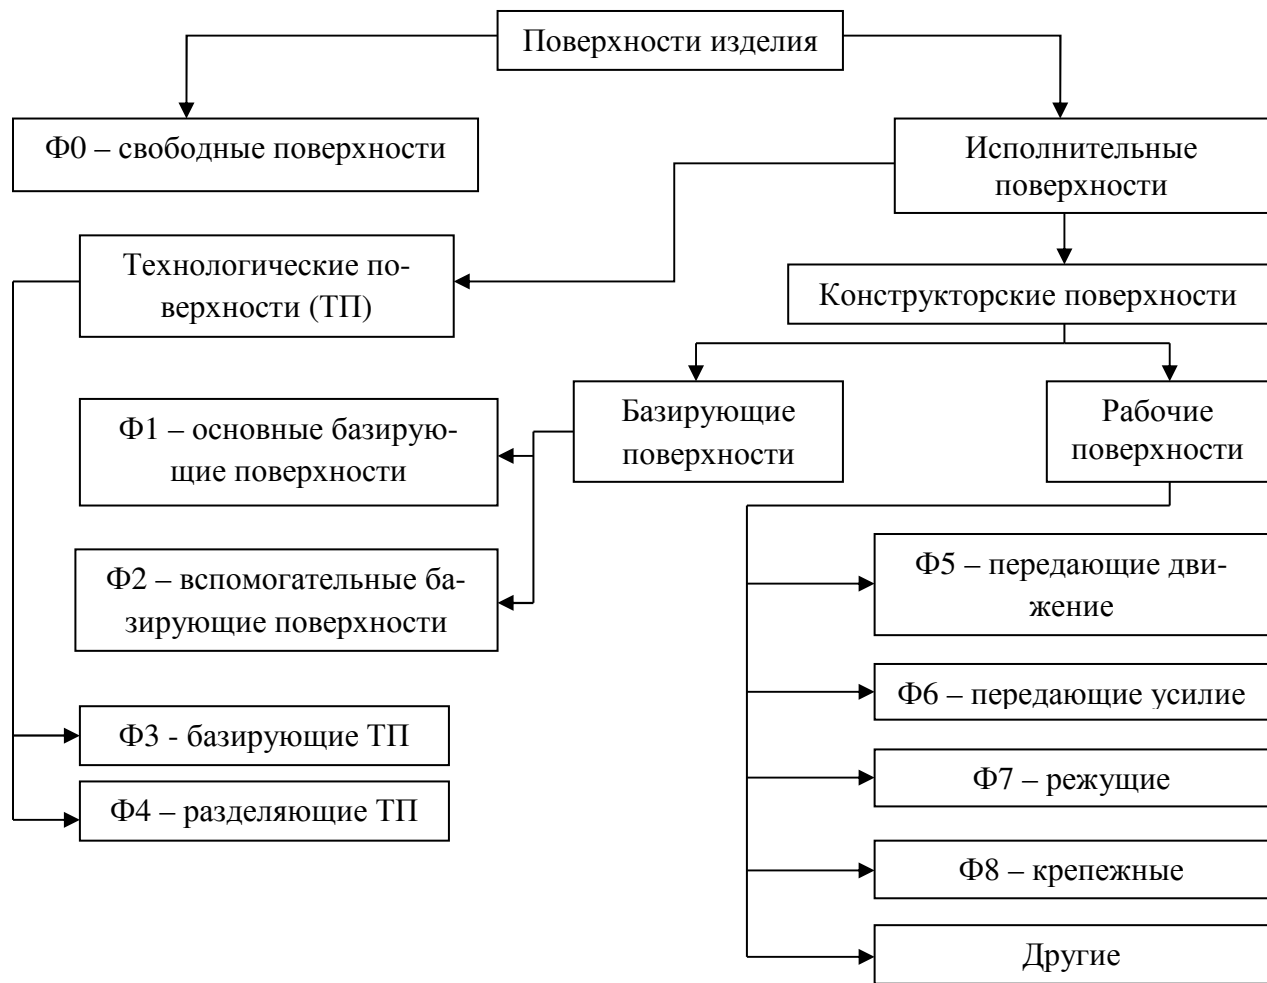 Поверхности изделия
Ф0 – свободные поверхности
Исполнительные
поверхности
Технологические по-
верхности (ТП)
Конструкторские поверхности
Базирующие
поверхности
Рабочие
поверхности
Ф1 – основные базирую-
щие поверхности
Ф2 – вспомогательные ба-
зирующие поверхности
Ф3 - базирующие ТП
Ф4 – разделяющие ТП
Ф5 – передающие дви-
жение
Ф6 – передающие усилие
Ф7 – режущие
Ф8 – крепежные
Другие